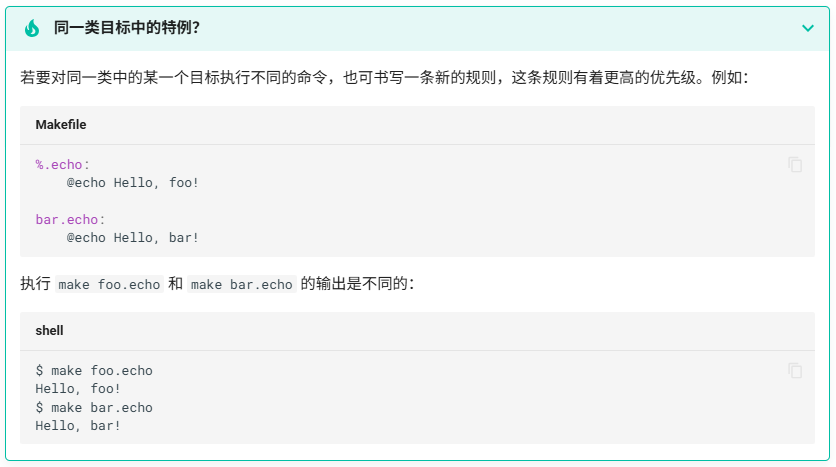 同一类目标中的特例？
若要对同一类中的某一个目标执行不同的命令，也可书写一条新的规则，这条规则有着更高的优先级。例如：
Makefile
%.echo:
    @echo Hello, foo!
bar.echo:
    @echo Hello, bar!
执行 make foo.echo 和 make bar.echo 的输出是不同的：
shell
$ make foo.echo
Hello, foo!
$ make bar.echo
Hello, bar!